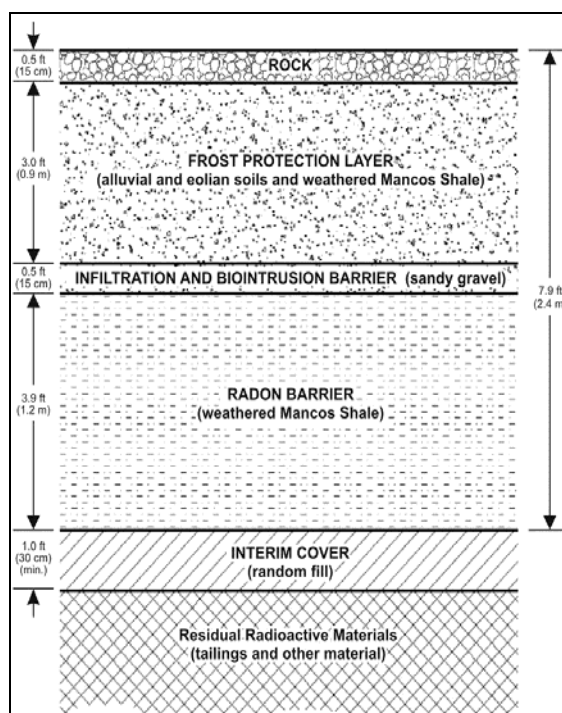 0.5 ft
(15 cm)
ROCK
3.0 ft
(0.9 m)
FROST PROTECTION LAYER
(alluvial and eolian soils and weathered Mancos Shale)
0.5 ft
(15 cm)
INFILTRATION AND BIOINTRUSION BARRIER (sandy gravel)
7.9 ft
(2.4 m)
3.9 ft
(1.2 m)
RADON BARRIER
(weathered Mancos Shale)
1.0 ft
(30 cm)
(min.)
INTERIM COVER
(random fill)
Residual Radioactive Materials
(tailings and other material)